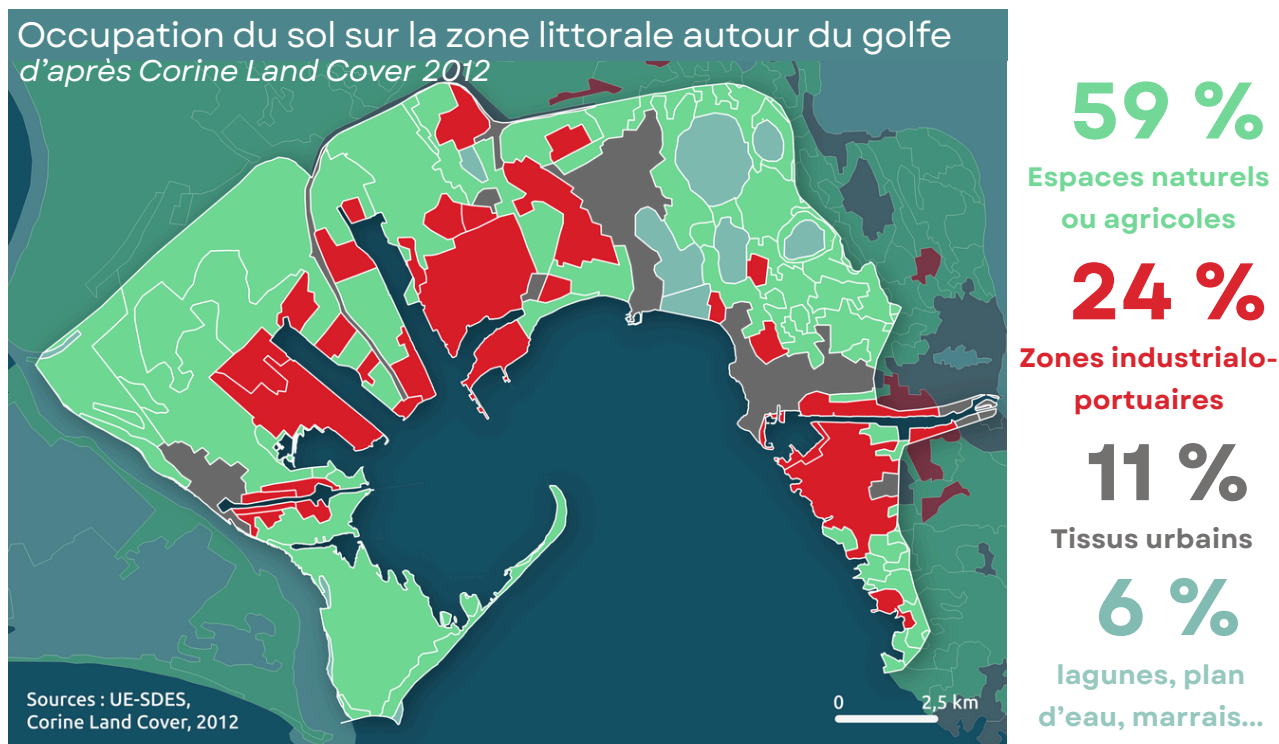 Occupation du sol sur la zone littorale autour du golfe
d’après Corine Land Cover 2012
59 %
Espaces naturels
ou agricoles
24 %
Zones industrialo-
portuaires
11 %
Tissus urbains
6 %
lagunes, plan
d’eau, marrais...
Sources : UE-SDES,
Corine Land Cover, 2012
0 2,5 km